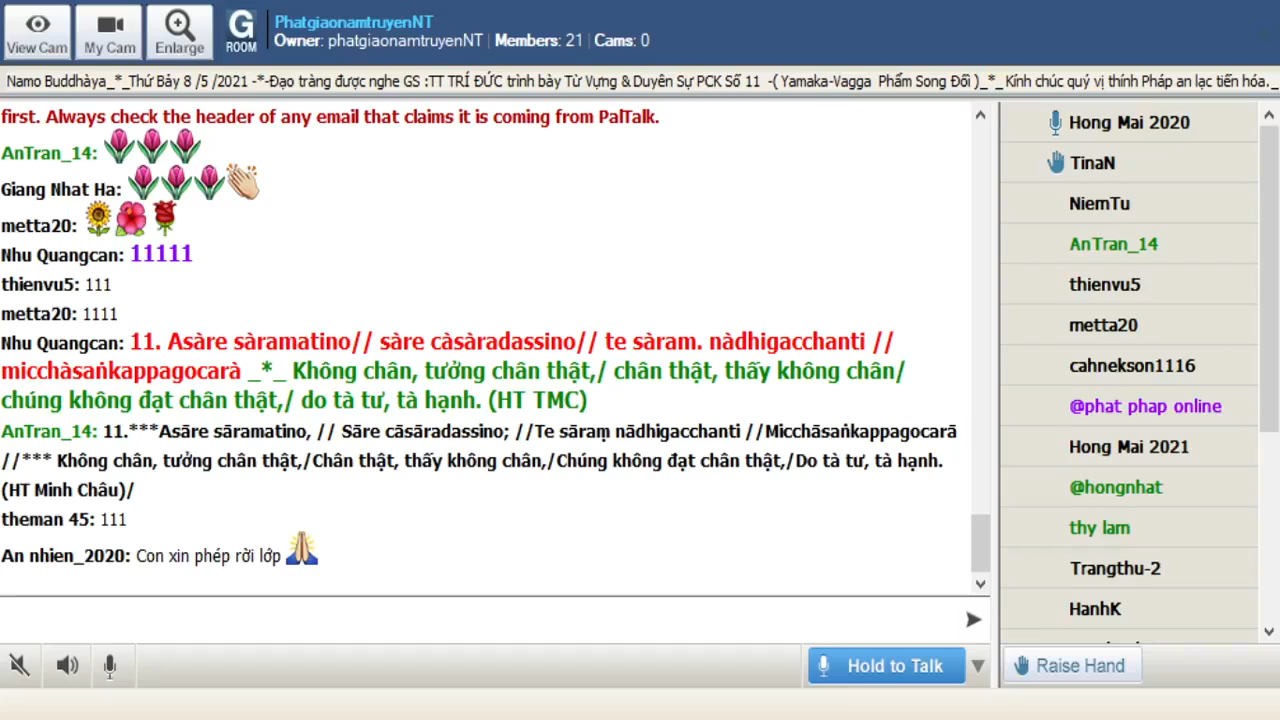 View Cam
My Cam
Enlarge
G
ROOM
PhatgiaonamtruyenNT
Owner: phatgiaonamtruyenNT | Members: 21 | Cams: 0
Namo Buddhàya_*_Thứ Bảy 8 /5 /2021 -*-Đạo tràng được nghe GS :TT TRÍ ĐỨC trình bày Từ Vựng & Duyên Sự PCK Số 11 -( Yamaka-Vagga Phẩm Song Đối )_*_Kính chúc quý vị thính Pháp an lạc tiến hóa._
first. Always check the header of any email that claims it is coming from PalTalk.
AnTran_14:
Giang Nhat Ha:
metta20:
Nhu Quangcan: 11111
thienvu5: 111
metta20: 1111
Nhu Quangcan: 11. Asàre sàramatino// sàre càsàradassino// te sàram. nàdhigacchanti //
micchàsaṅkappagocarà _*_ Không chân, tưởng chân thật,/ chân thật, thấy không chân/
chúng không đạt chân thật,/ do tà tư, tà hạnh. (HT TMC)
AnTran_14: 11.***Asāre sāramatino, // Sāre cāsāradassino; //Te sāraṃ nādhigacchanti //Micchāsaṅkappagocarā
//*** Không chân, tưởng chân thật,/Chân thật, thấy không chân,/Chúng không đạt chân thật,/Do tà tư, tà hạnh.
(HT Minh Châu)/
theman 45: 111
An nhien_2020: Con xin phép rời lớp
Hold to Talk
Hong Mai 2020
TinaN
NiemTu
AnTran_14
thienvu5
metta20
cahnekson1116
@phat phap online
Hong Mai 2021
@hongnhat
thy lam
Trangthu-2
HanhK
Raise Hand